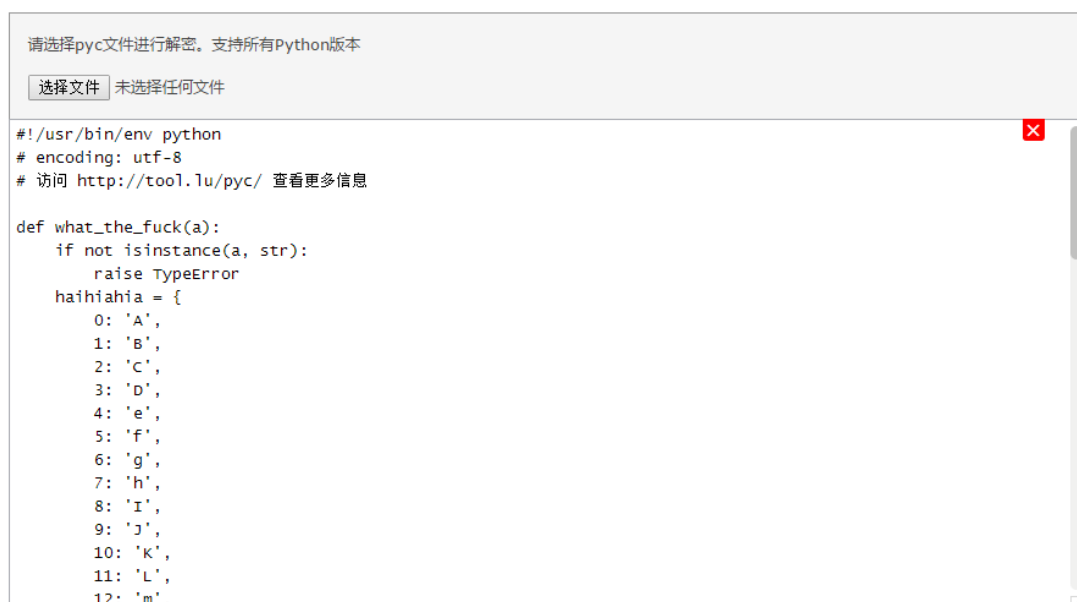 请选择pyc文件进行解密。支持所有Python版本
选择文件 未选择任何文件
#!/usr/bin/env python
# encoding: utf-8
# 访问 http://tool.lu/pyc/ 查看更多信息
def what_the_fuck(a):
    if not isinstance(a, str):
        raise TypeError
    haihiahia = {
        0: 'A',
        1: 'B',
        2: 'C',
        3: 'D',
        4: 'e',
        5: 'f',
        6: 'g',
        7: 'h',
        8: 'I',
        9: 'J',
        10: 'K',
        11: 'L',
        12: 'm'